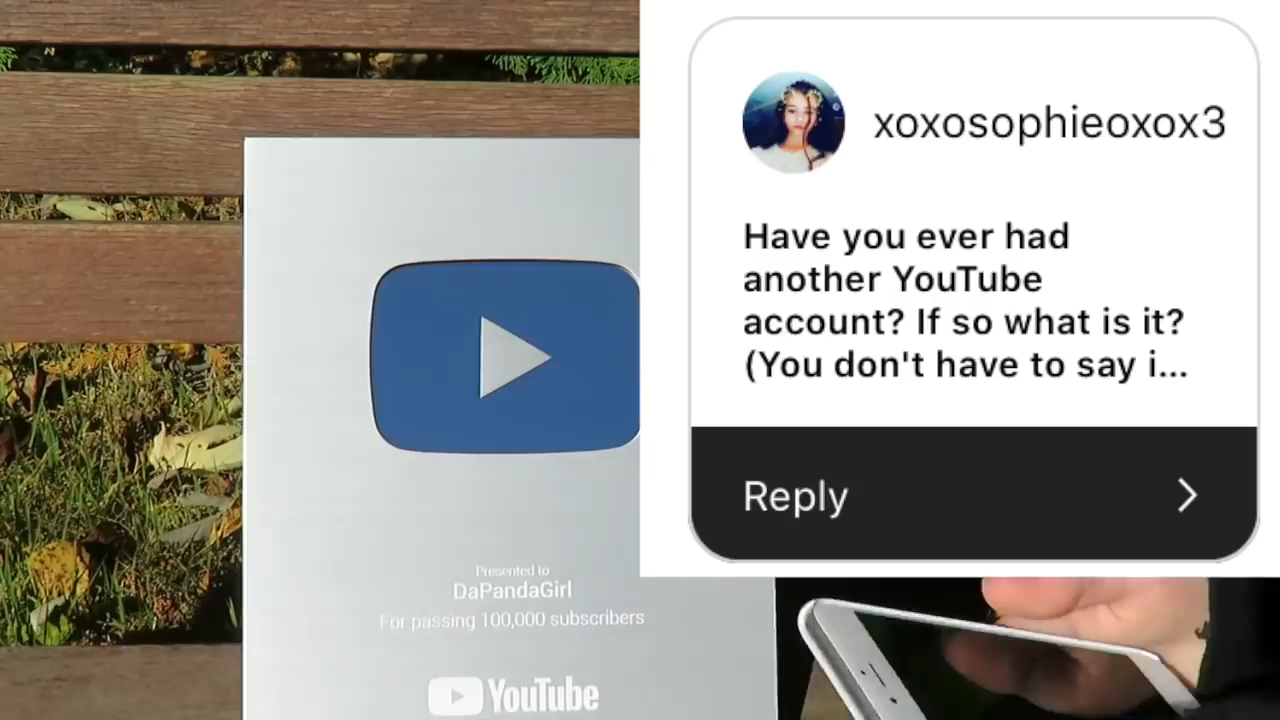 xoxosophieoxox3
Have you ever had
another YouTube
account? If so what is it?
(You don't have to say i...
Reply
Presented to
DaPandaGirl
For passing 100,000 subscribers
YouTube